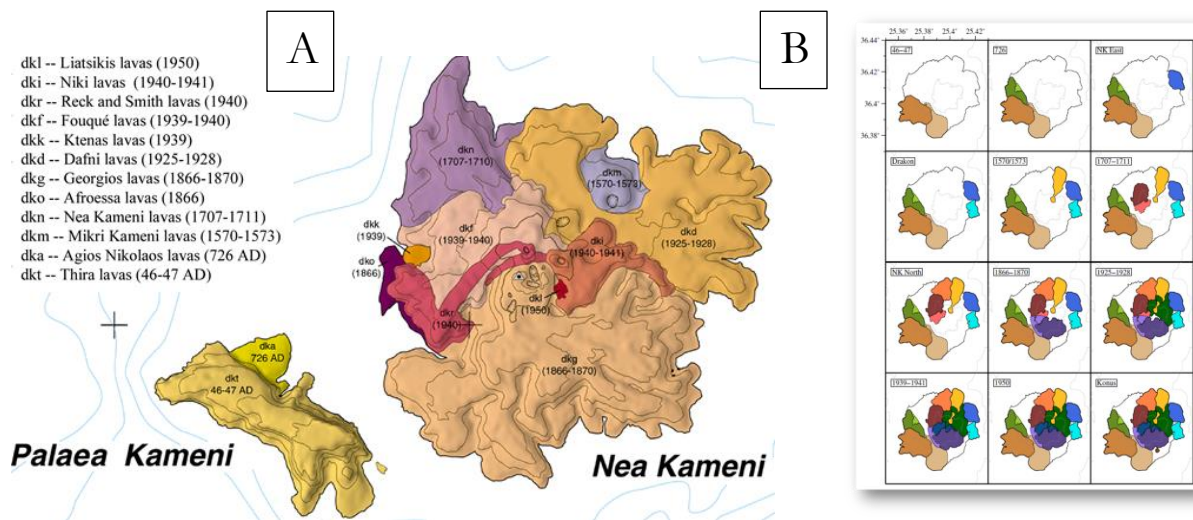 A
B
dkl -- Liatsikis lavas (1950)
dki -- Niki lavas (1940-1941)
dkr -- Reck and Smith lavas (1940)
dkf -- Fouqué lavas (1939-1940)
dkk -- Ktenas lavas (1939)
dkd -- Dafni lavas (1925-1928)
dkg -- Georgios lavas (1866-1870)
dko -- Afroessa lavas (1866)
dkn -- Nea Kameni lavas (1707-1711)
dkm -- Mikri Kameni lavas (1570-1573)
dka -- Agios Nikolaos lavas (726 AD)
dkt -- Thira lavas (46-47 AD)
dkn
(1707-1710)
dkm
(1570-1573)
dkf
(1939-1940)
dkd
(1925-1928)
dki
(1940-1941)
dkk
(1939)
dko
(1866)
dkl
(1950)
dkr
(1940)
dkg
(1866-1870)
dka
726 AD
dkt
46-47 AD
Palaea Kameni
Nea Kameni
25.36° 25.38° 25.4° 25.42°
36.44°
36.42°
36.4°
36.38°
46–47
726
NK East
Drakon
1570/1573
1707–1711
NK North
1866–1870
1925–1928
1939–1941
1950
Kolumbo